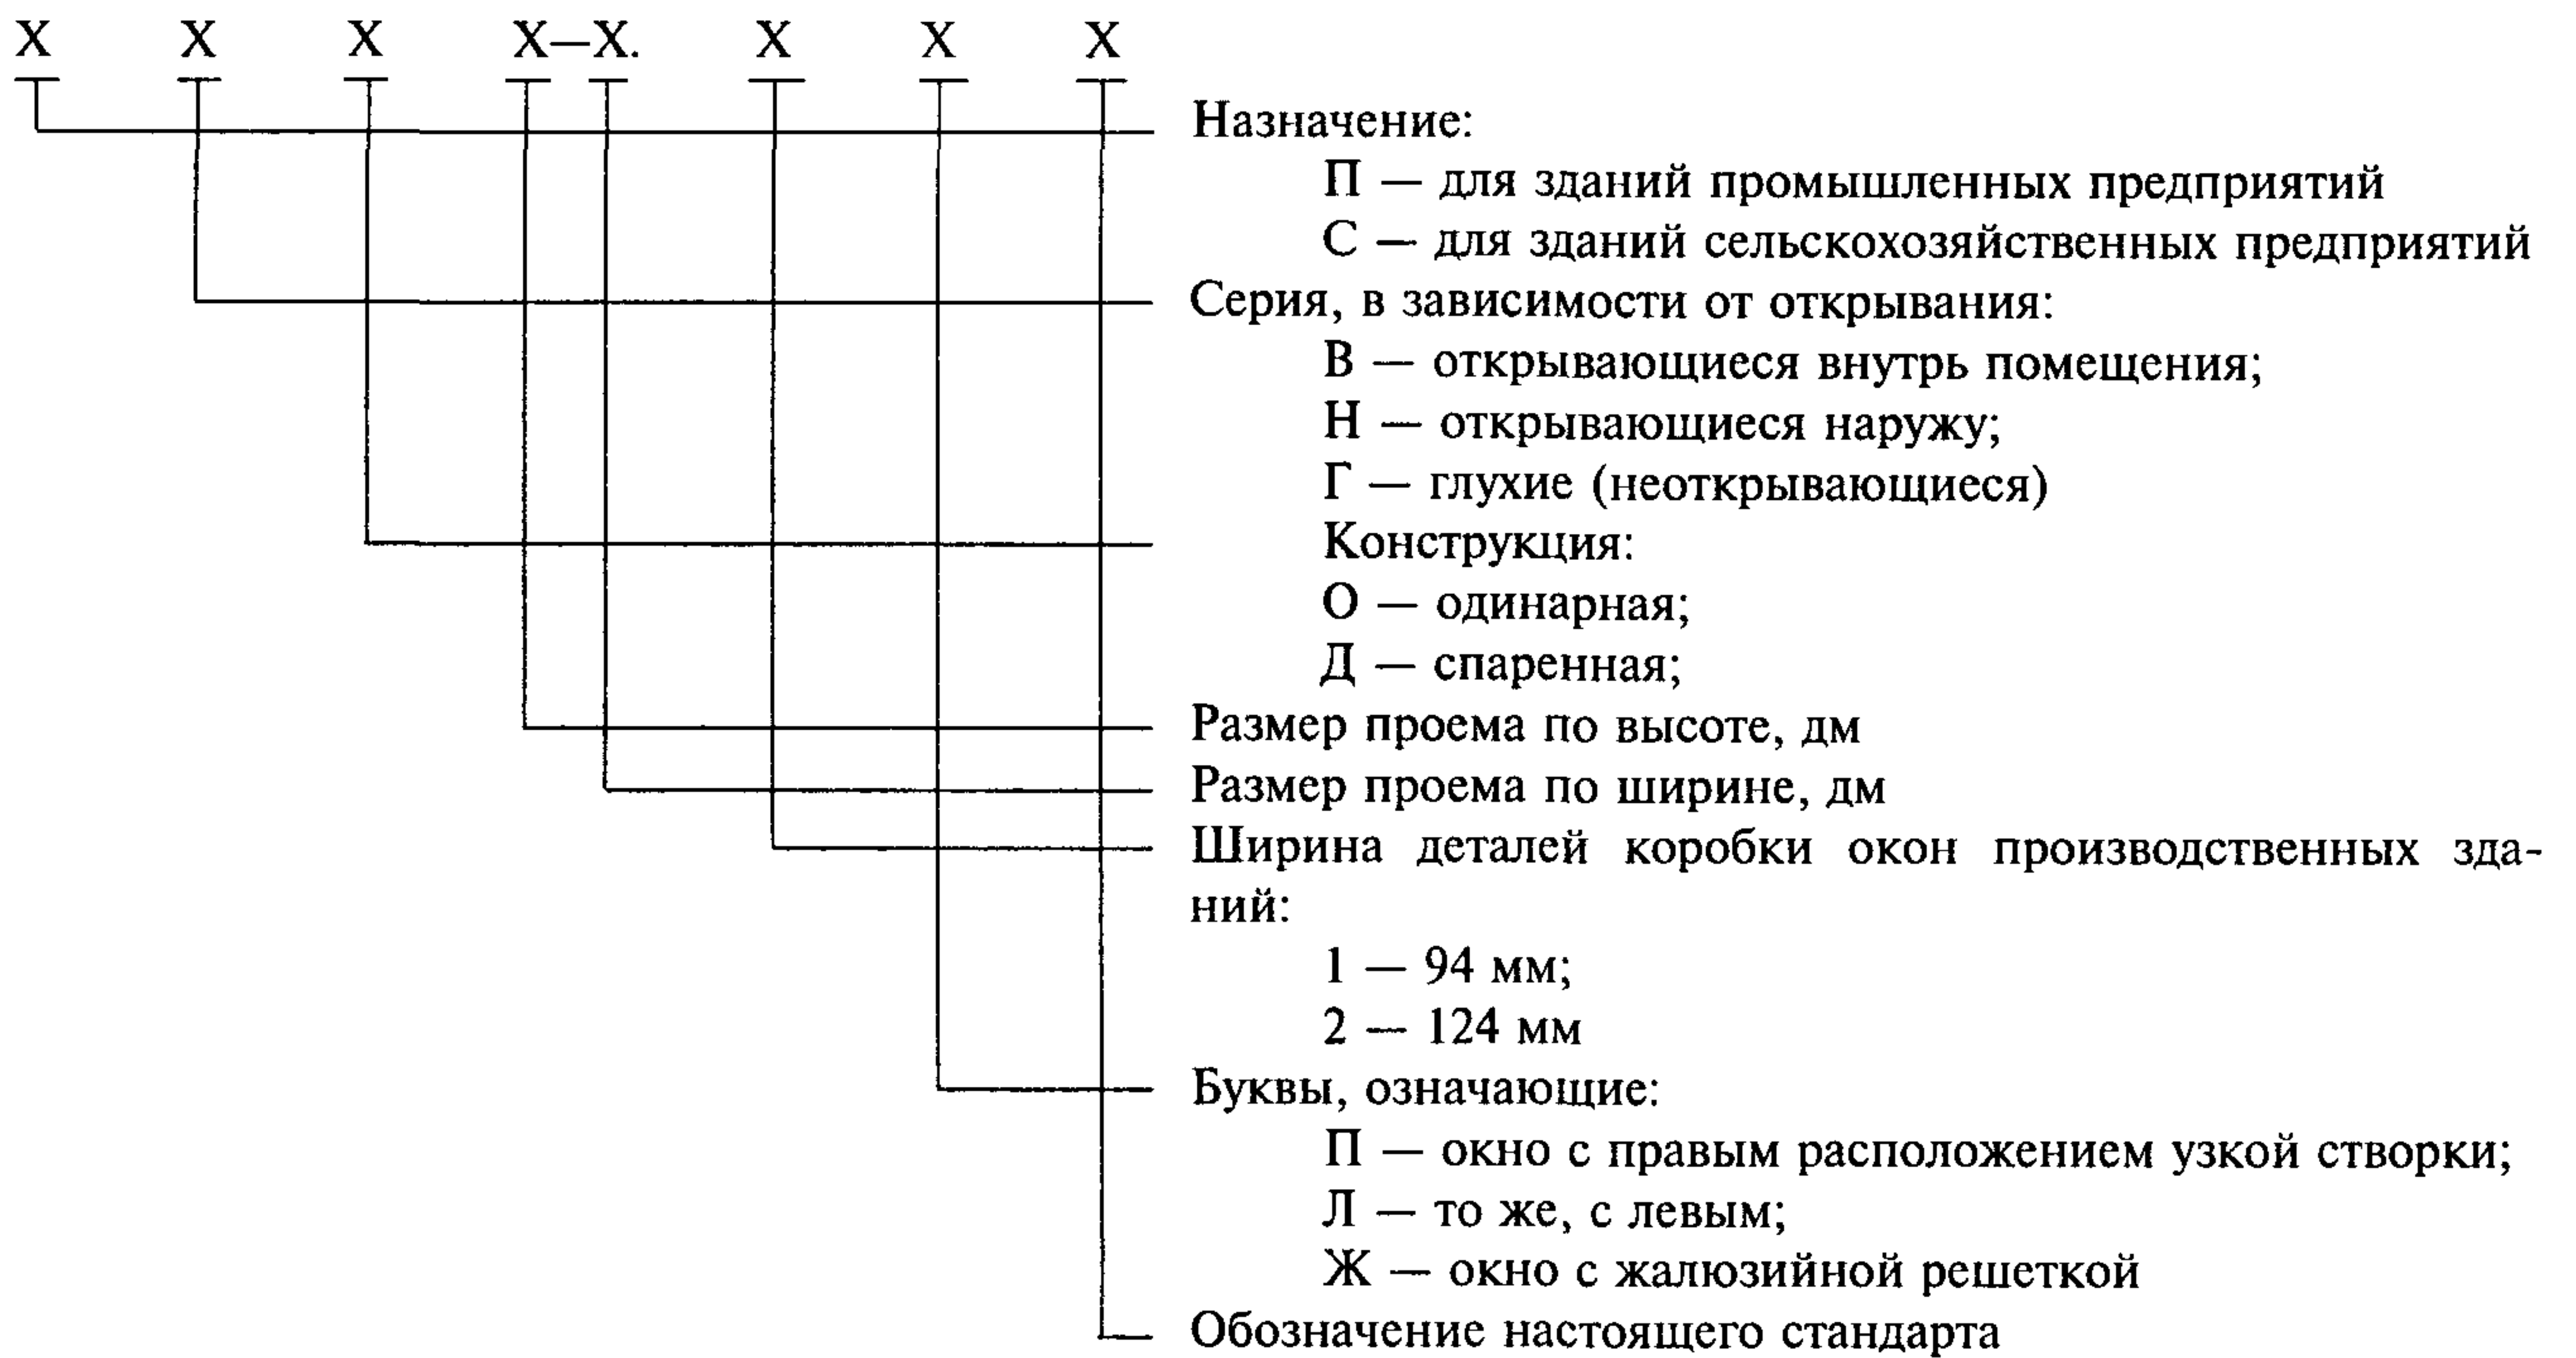 X X X X—X. X X X
Назначение:
П — для зданий промышленных предприятий
С — для зданий сельскохозяйственных предприятий
Серия, в зависимости от открывания:
В — открывающиеся внутрь помещения;
Н — открывающиеся наружу;
Г — глухие (неоткрывающиеся)
Конструкция:
О — одинарная;
Д — спаренная;
Размер проема по высоте, дм
Размер проема по ширине, дм
Ширина деталей коробки окон производственных зда-
ний:
1 — 94 мм;
2 — 124 мм
Буквы, означающие:
П — окно с правым расположением узкой створки;
Л — то же, с левым;
Ж — окно с жалюзийной решеткой
Обозначение настоящего стандарта